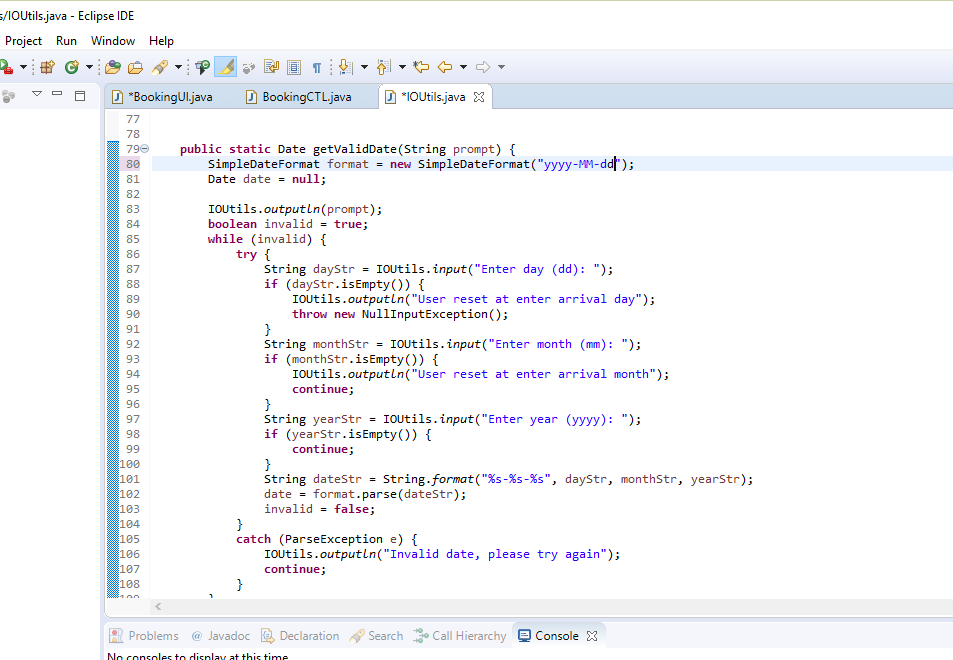 s/IOUtils.java - Eclipse IDE
Project Run Window Help
*BookingUI.java BookingCTL.java *IOUtils.java
77
78
79 public static Date getValidDate(String prompt) {
80 SimpleDateFormat format = new SimpleDateFormat("yyyy-MM-dd");
81 Date date = null;
82
83 IOUtils.outputln(prompt);
84 boolean invalid = true;
85 while (invalid) {
86 try {
87 String dayStr = IOUtils.input("Enter day (dd): ");
88 if (dayStr.isEmpty()) {
89 IOUtils.outputln("User reset at enter arrival day");
90 throw new NullInputException();
91 }
92 String monthStr = IOUtils.input("Enter month (mm): ");
93 if (monthStr.isEmpty()) {
94 IOUtils.outputln("User reset at enter arrival month");
95 continue;
96 }
97 String yearStr = IOUtils.input("Enter year (yyyy): ");
98 if (yearStr.isEmpty()) {
99 continue;
100 }
101 String dateStr = String.format("%s-%s-%s", dayStr, monthStr, yearStr);
102 date = format.parse(dateStr);
103 invalid = false;
104 }
105 catch (ParseException e) {
106 IOUtils.outputln("Invalid date, please try again");
107 continue;
108 }
109 }
Problems @ Javadoc Declaration Search Call Hierarchy Console
No consoles to display at this time.